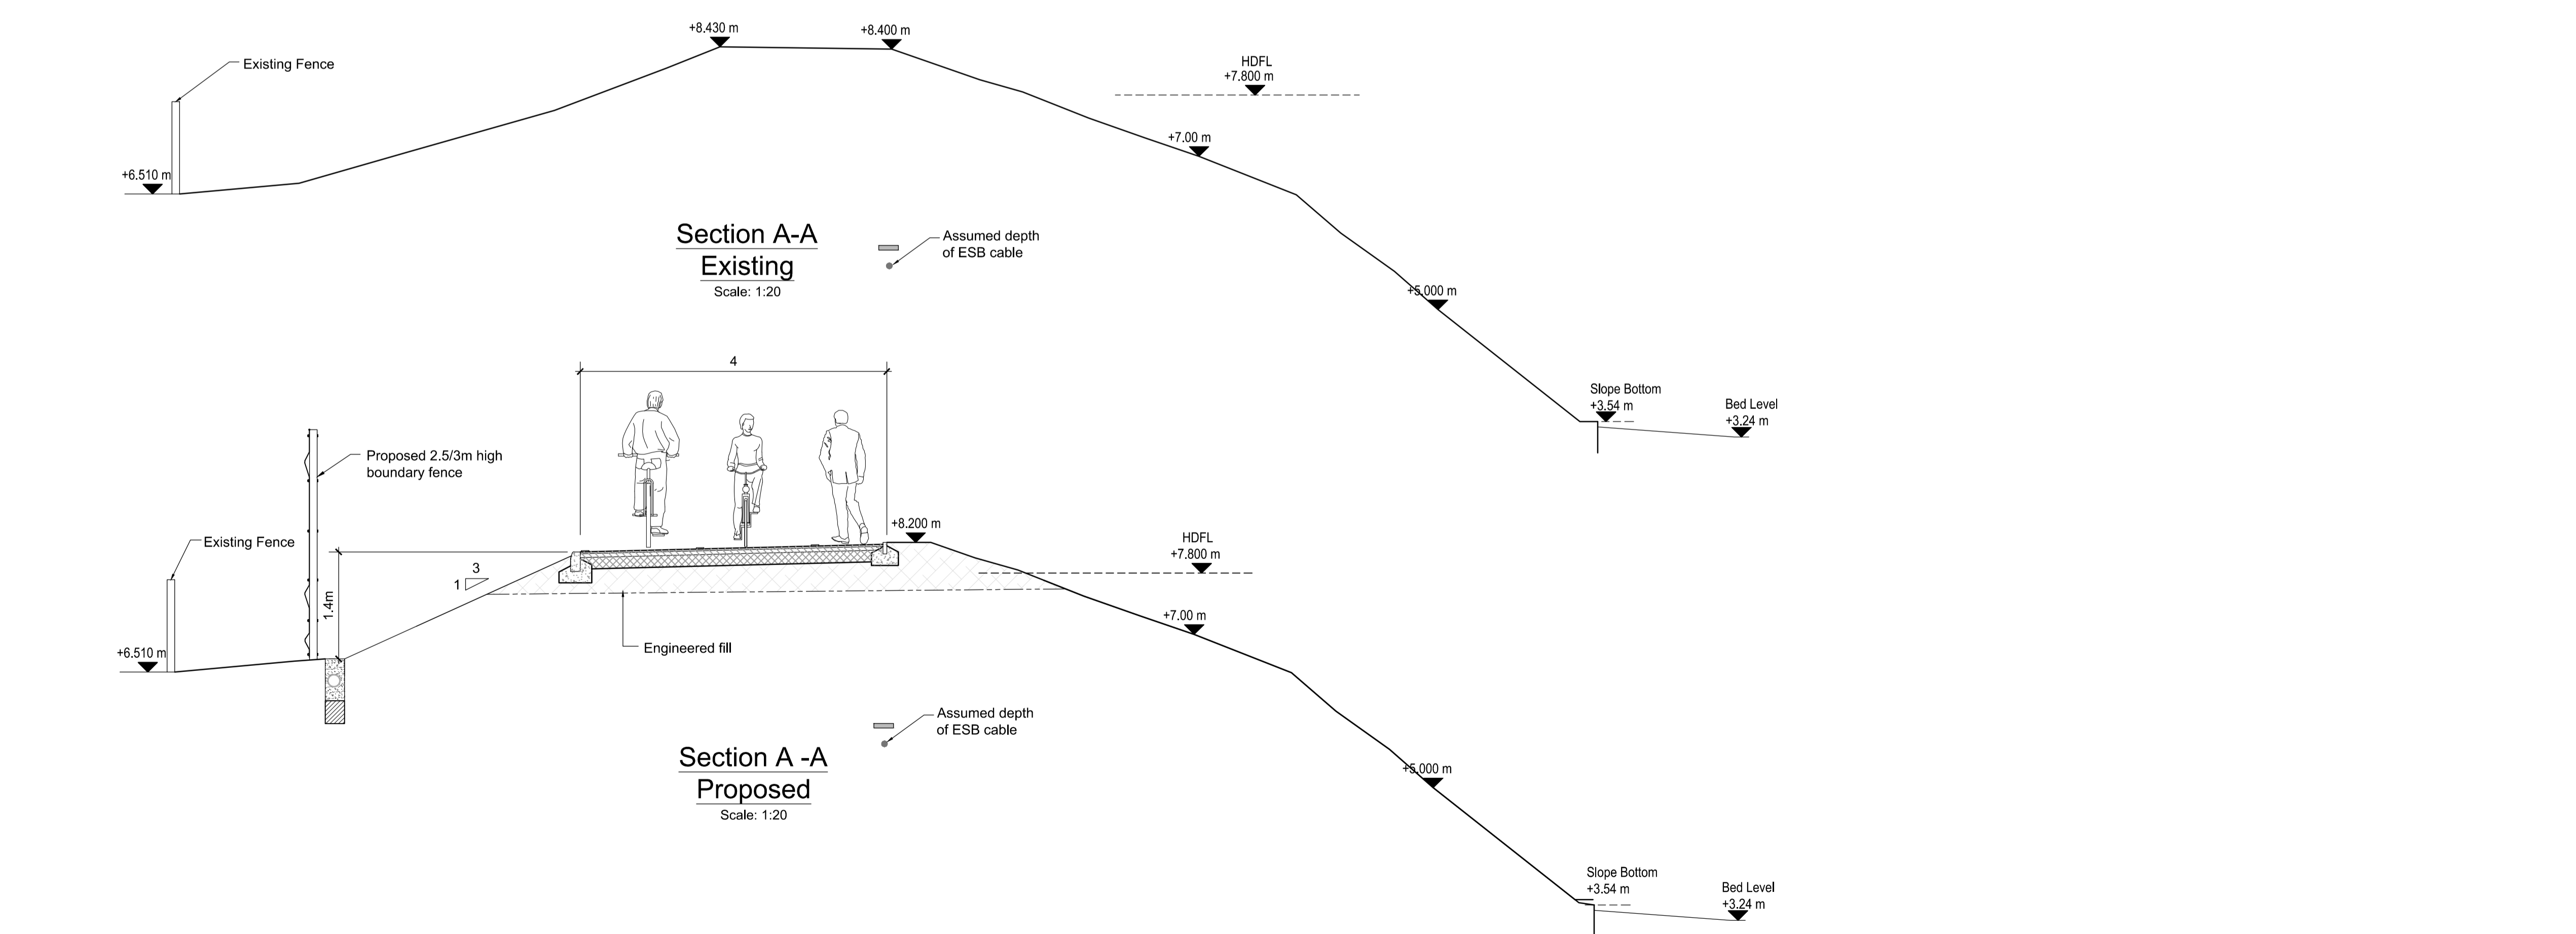 +8.430 m
+8.400 m
Existing Fence
HDFL
+7.800 m
+7.00 m
+6.510 m
Section A-A
Existing
Scale: 1:20
Assumed depth
of ESB cable
+5.000 m
Slope Bottom
+3.54 m
Bed Level
+3.24 m
4
Proposed 2.5/3m high
boundary fence
Existing Fence
+8.200 m
HDFL
+7.800 m
3
1
1.4m
+7.00 m
Engineered fill
+6.510 m
Assumed depth
of ESB cable
Section A -A
Proposed
Scale: 1:20
+5.000 m
Slope Bottom
+3.54 m
Bed Level
+3.24 m